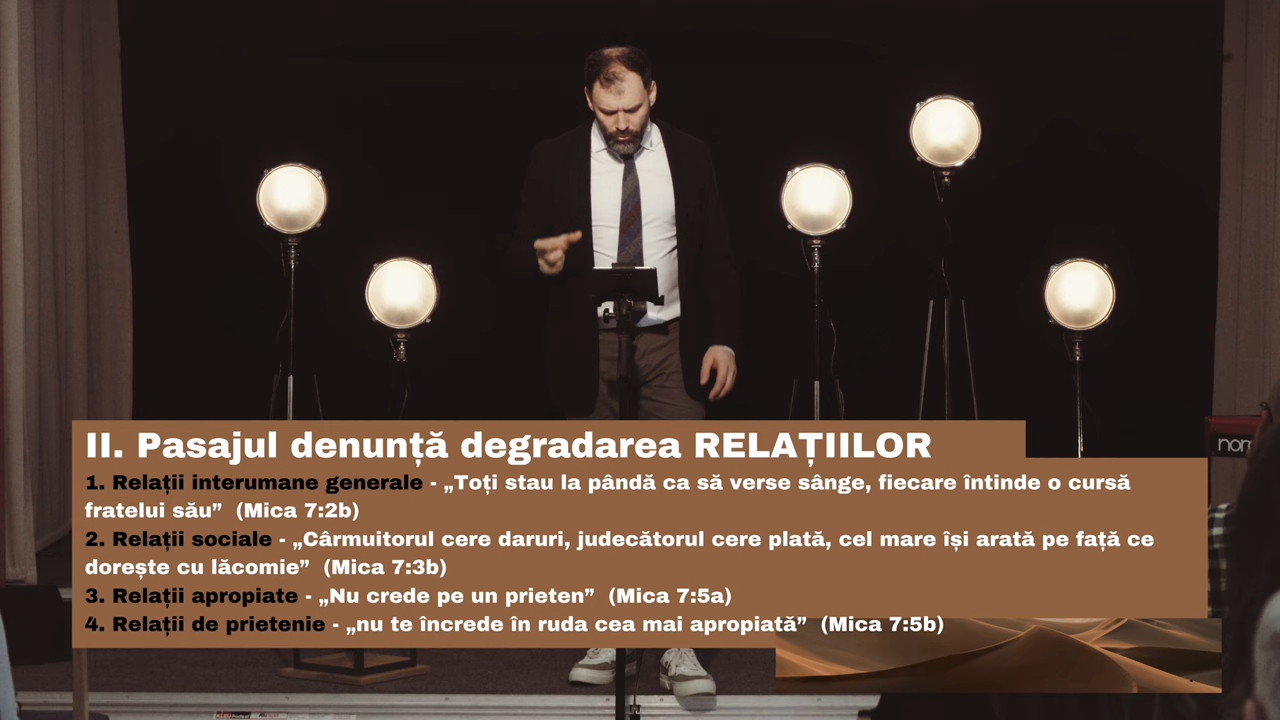 II. Pasajul denunță degradarea RELAȚIILOR
1. Relații interumane generale - „Toți stau la pândă ca să verse sânge, fiecare întinde o cursă
fratelui său” (Mica 7:2b)
2. Relații sociale - „Cârmuitorul cere daruri, judecătorul cere plată, cel mare își arată pe față ce
dorește cu lăcomie” (Mica 7:3b)
3. Relații apropiate - „Nu crede pe un prieten” (Mica 7:5a)
4. Relații de prietenie - „nu te încrede în ruda cea mai apropiată” (Mica 7:5b)